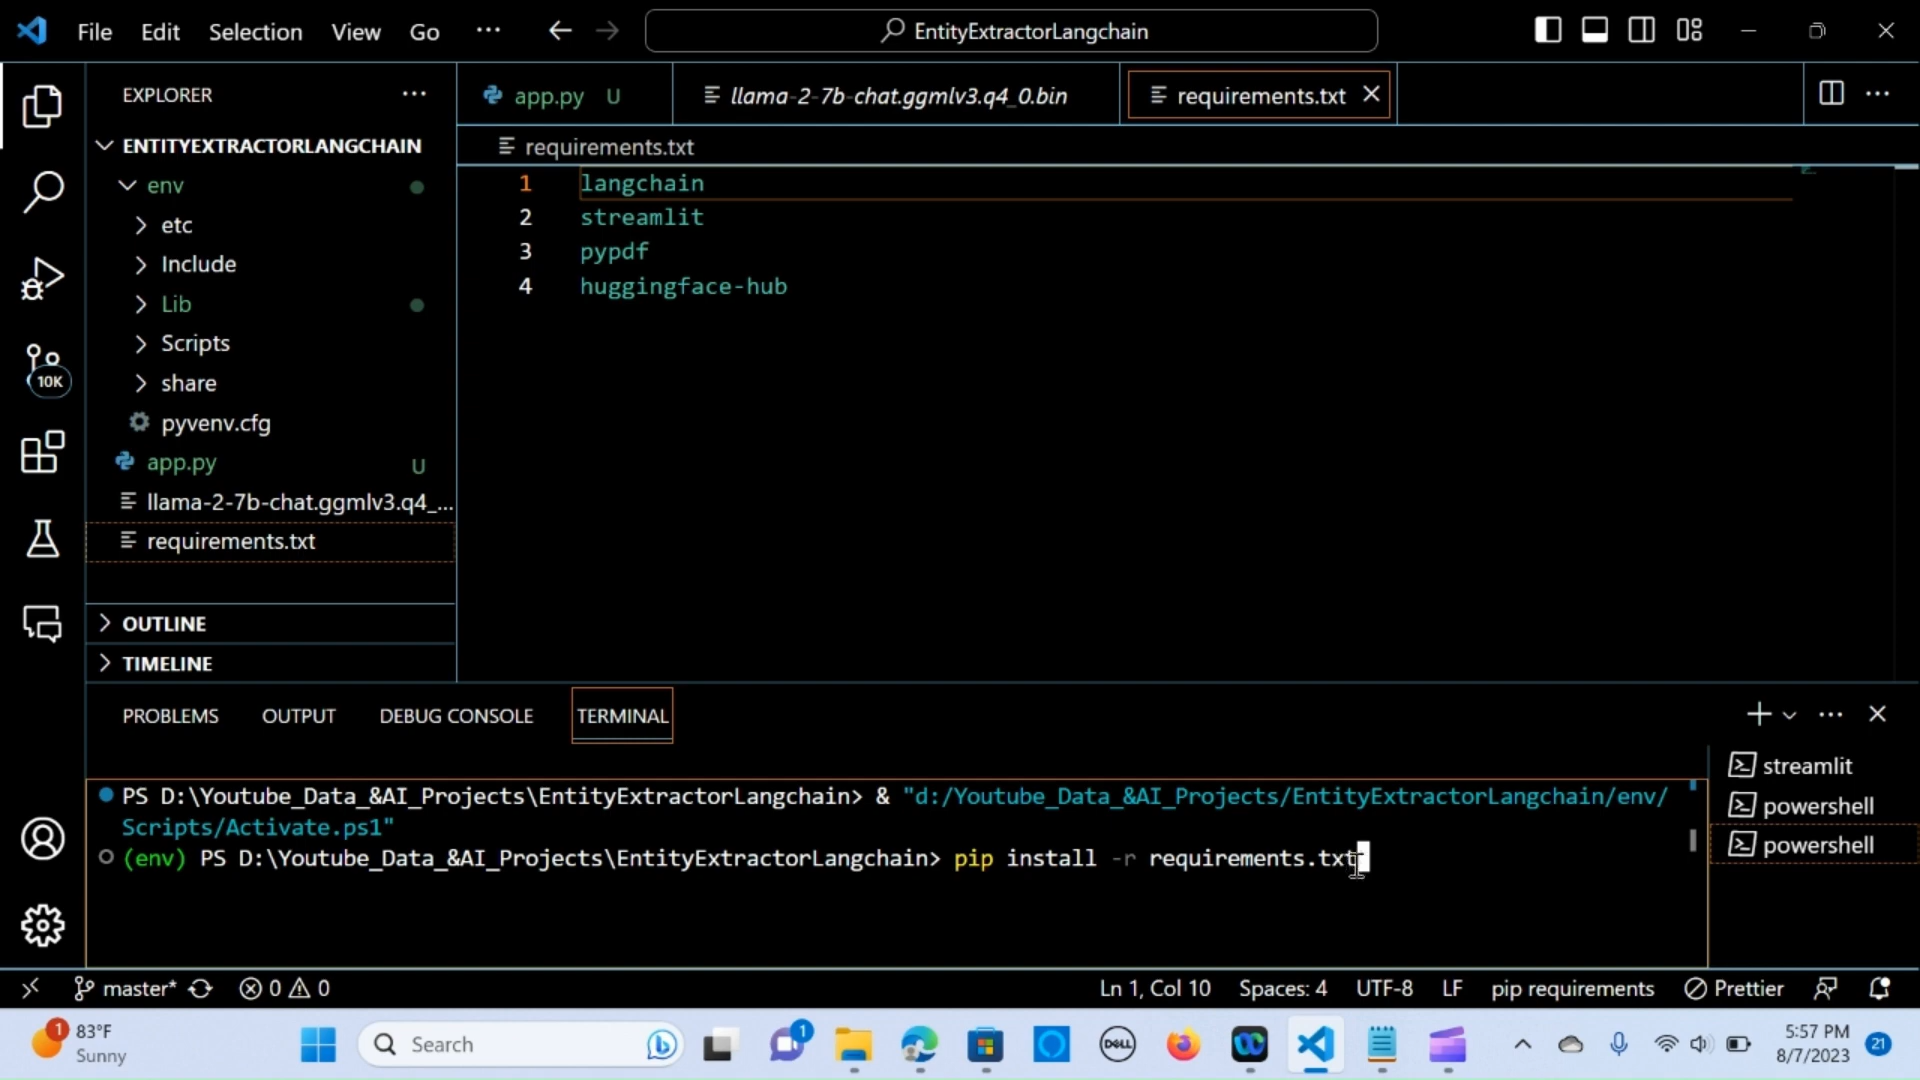 File Edit Selection View Go ... EntityExtractorLangchain
EXPLORER ...
ENTITYEXTRACTORLANGCHAIN
env
etc
Include
Lib
Scripts
share
pyvenv.cfg
app.py U
llama-2-7b-chat.ggmlv3.q4_...
requirements.txt
OUTLINE
TIMELINE
10K
app.py U llama-2-7b-chat.ggmlv3.q4_0.bin requirements.txt
requirements.txt
1 langchain
2 streamlit
3 pypdf
4 huggingface-hub
PROBLEMS OUTPUT DEBUG CONSOLE TERMINAL
PS D:\Youtube_Data_&AI_Projects\EntityExtractorLangchain> & "d:/Youtube_Data_&AI_Projects/EntityExtractorLangchain/env/
Scripts/Activate.ps1"
(env) PS D:\Youtube_Data_&AI_Projects\EntityExtractorLangchain> pip install -r requirements.txt
streamlit
powershell
powershell
master* 0 0 Ln 1, Col 10 Spaces: 4 UTF-8 LF pip requirements Prettier
1 83°F
Sunny
Search
1
DELL
5:57 PM
8/7/2023
21